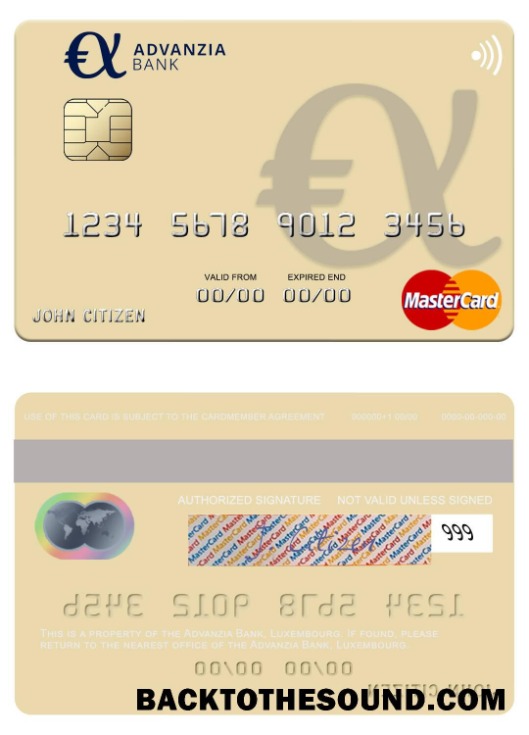 €α ADVANZIA
BANK
1234 5678 9012 3456
VALID FROM EXPIRED END
00/00 00/00
JOHN CITIZEN
MasterCard
USE OF THIS CARD IS SUBJECT TO THE CARDMEMBER AGREEMENT
AUTHORIZED SIGNATURE NOT VALID UNLESS SIGNED
MasterCard MasterCard MasterCard
999
THIS IS A PROPERTY OF THE ADVANZIA BANK, LUXEMBOURG. IF FOUND, PLEASE
RETURN TO THE NEAREST OFFICE OF THE ADVANZIA BANK, LUXEMBOURG.
00/00 00/00
BACKTOTHESOUND.COM